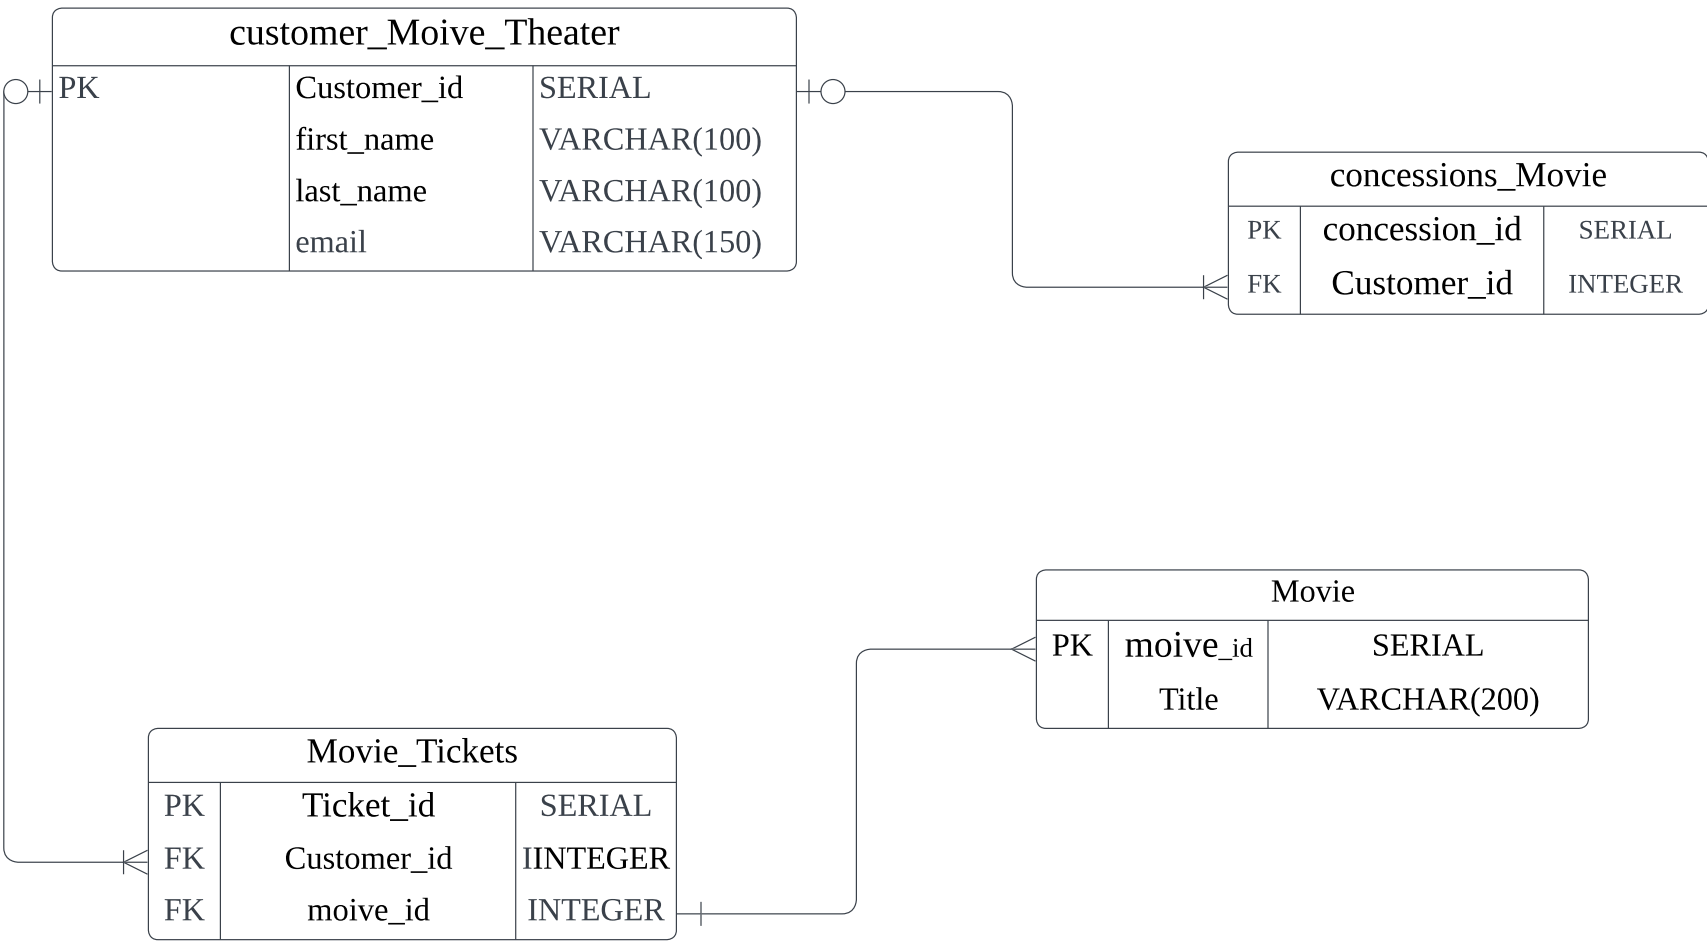 customer_Moive_Theater
PK Customer_id SERIAL
first_name VARCHAR(100)
last_name VARCHAR(100)
email VARCHAR(150)
concessions_Movie
PK concession_id SERIAL
FK Customer_id INTEGER
Movie
PK moive_id SERIAL
Title VARCHAR(200)
Movie_Tickets
PK Ticket_id SERIAL
FK Customer_id IINTEGER
FK moive_id INTEGER